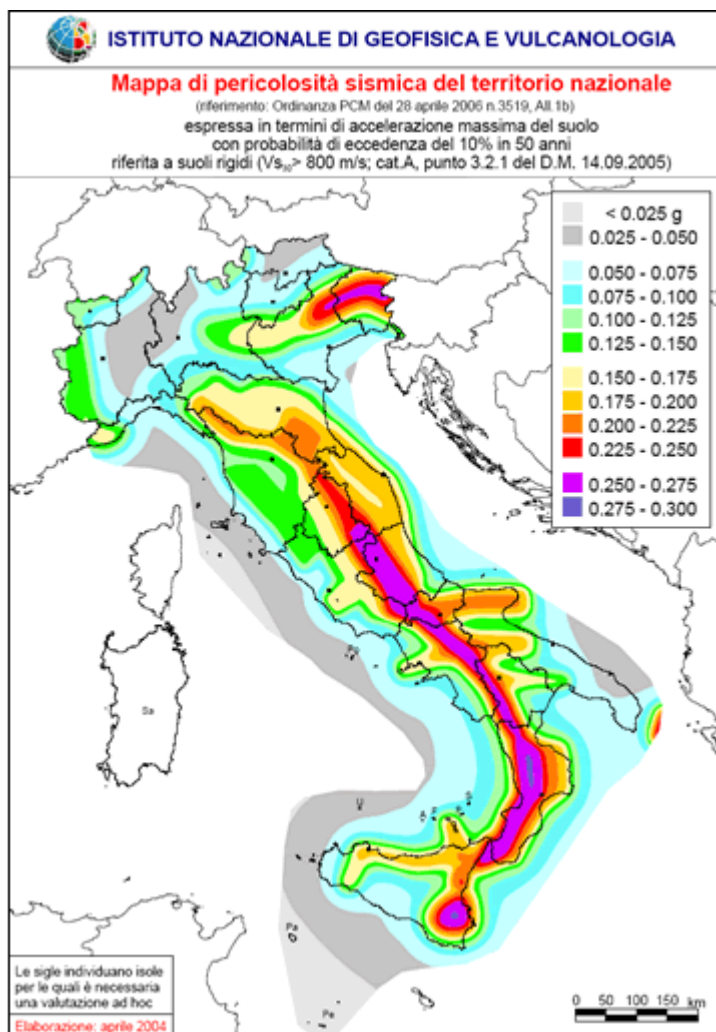 ISTITUTO NAZIONALE DI GEOFISICA E VULCANOLOGIA
Mappa di pericolosità sismica del territorio nazionale
(riferimento: Ordinanza PCM del 28 aprile 2006 n.3519, All.1b)
espressa in termini di accelerazione massima del suolo
con probabilità di eccedenza del 10% in 50 anni
riferita a suoli rigidi (Vs₃₀> 800 m/s; cat.A, punto 3.2.1 del D.M. 14.09.2005)
< 0.025 g
0.025 - 0.050
0.050 - 0.075
0.075 - 0.100
0.100 - 0.125
0.125 - 0.150
0.150 - 0.175
0.175 - 0.200
0.200 - 0.225
0.225 - 0.250
0.250 - 0.275
0.275 - 0.300
Sa
U
Pa
Pe
Le sigle individuano isole
per le quali è necessaria
una valutazione ad hoc
Elaborazione: aprile 2004
0 50 100 150
km